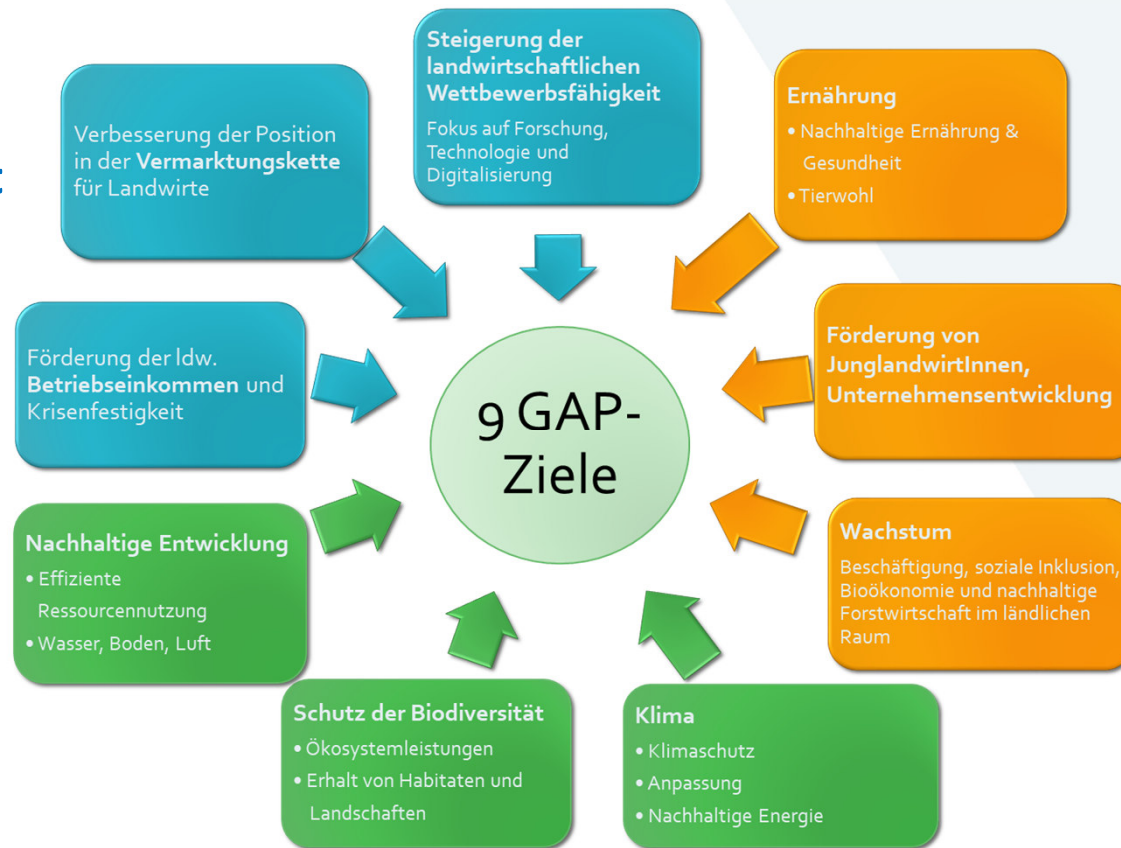 Steigerung der
landwirtschaftlichen
Wettbewerbsfähigkeit
Fokus auf Forschung,
Technologie und
Digitalisierung
Verbesserung der Position
in der Vermarktungskette
für Landwirte
Ernährung
• Nachhaltige Ernährung &
Gesundheit
• Tierwohl
Förderung der ldw.
Betriebseinkommen und
Krisenfestigkeit
9 GAP-
Ziele
Förderung von
JunglandwirtInnen,
Unternehmensentwicklung
Nachhaltige Entwicklung
• Effiziente
Ressourcennutzung
• Wasser, Boden, Luft
Wachstum
Beschäftigung, soziale Inklusion,
Bioökonomie und nachhaltige
Forstwirtschaft im ländlichen
Raum
Schutz der Biodiversität
• Ökosystemleistungen
• Erhalt von Habitaten und
Landschaften
Klima
• Klimaschutz
• Anpassung
• Nachhaltige Energie